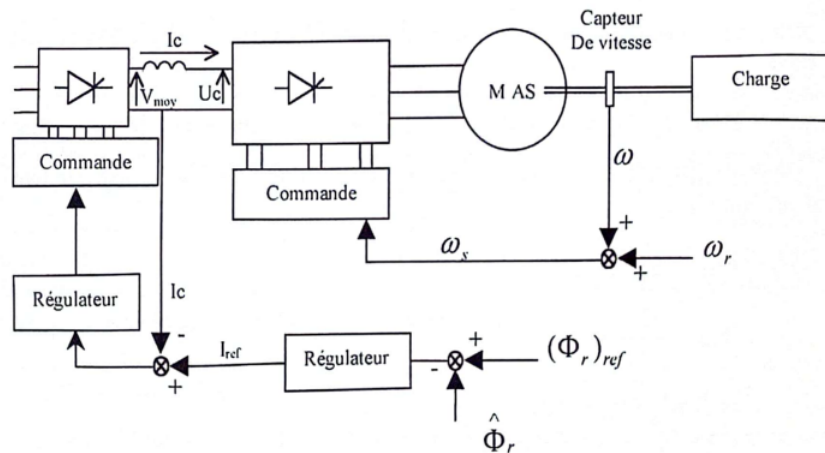 Ic
V_moy
Uc
M AS
Capteur
De vitesse
Charge
Commande
Commande
ω
+
ω_s
+
ω_r
Régulateur
Ic
-
+
I_ref
Régulateur
-
+
(Φ_r)_ref
Φ̂_r